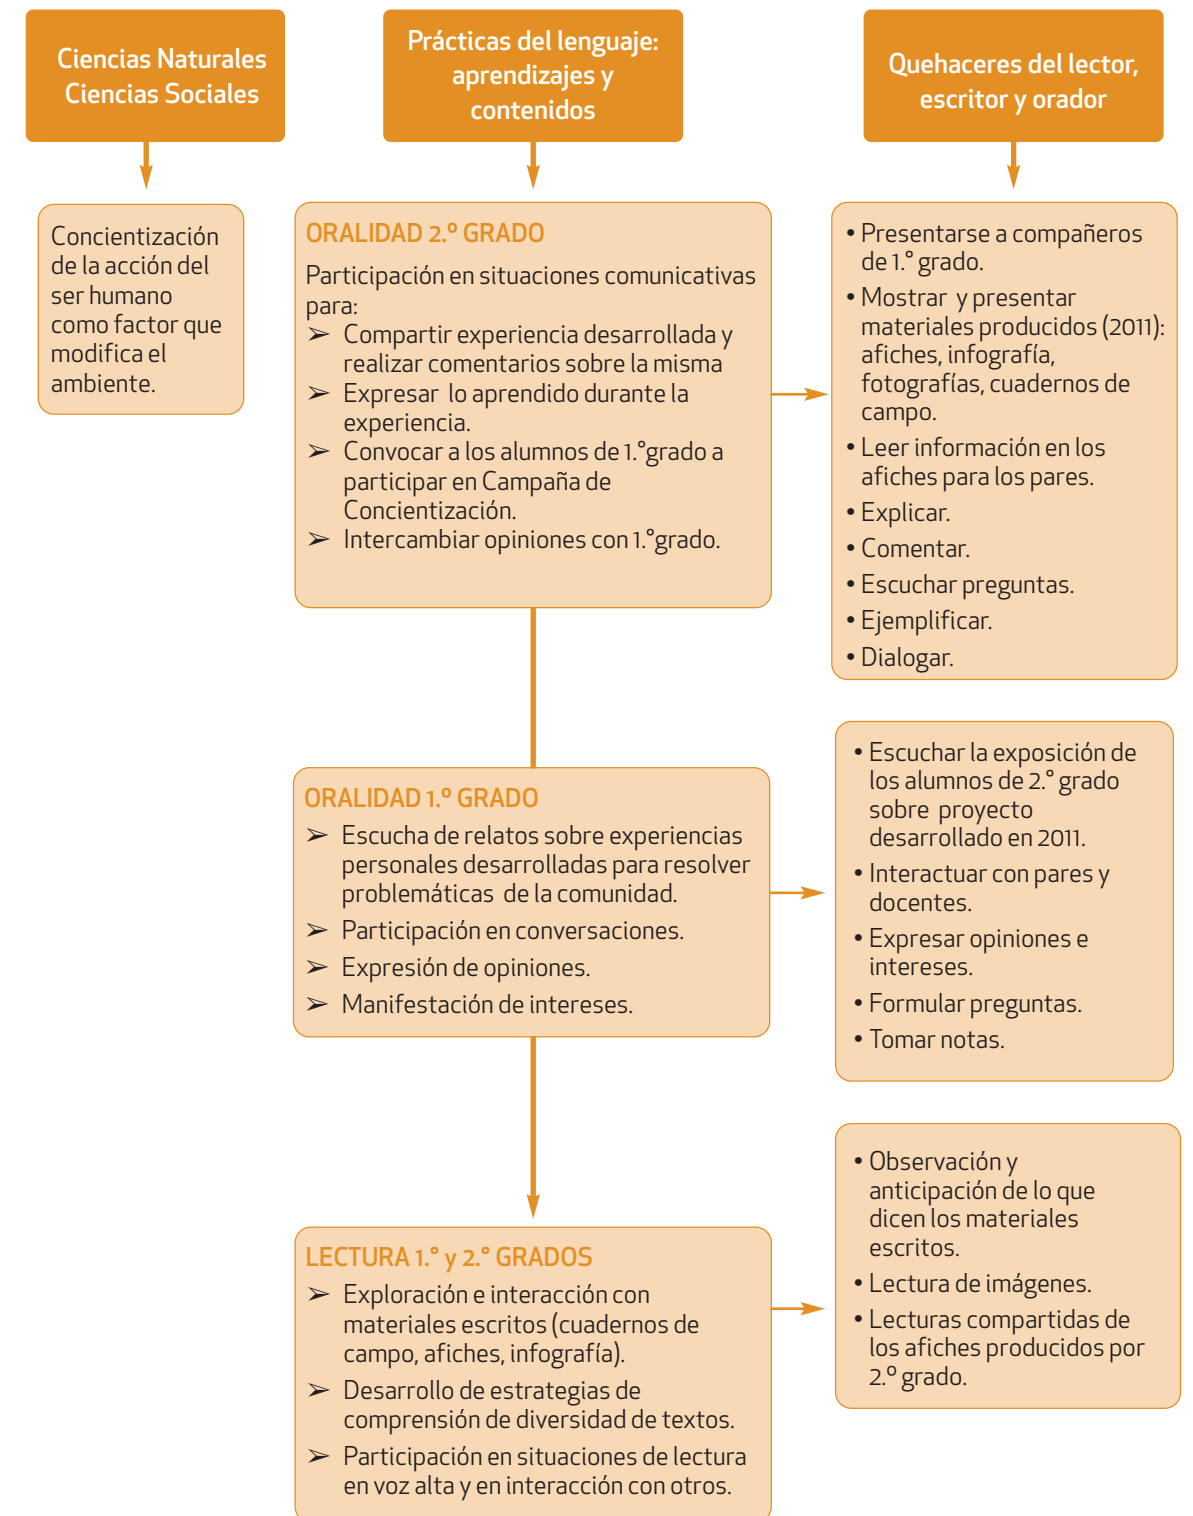 Ciencias Naturales
Ciencias Sociales
Prácticas del lenguaje:
aprendizajes y
contenidos
Quehaceres del lector,
escritor y orador
Concientización
de la acción del
ser humano
como factor que
modifica el
ambiente.
ORALIDAD 2.º GRADO
Participación en situaciones comunicativas
para:
➢ Compartir experiencia desarrollada y
realizar comentarios sobre la misma
➢ Expresar lo aprendido durante la
experiencia.
➢ Convocar a los alumnos de 1.°grado a
participar en Campaña de
Concientización.
➢ Intercambiar opiniones con 1.°grado.
• Presentarse a compañeros
de 1.° grado.
• Mostrar y presentar
materiales producidos (2011):
afiches, infografía,
fotografías, cuadernos de
campo.
• Leer información en los
afiches para los pares.
• Explicar.
• Comentar.
• Escuchar preguntas.
• Ejemplificar.
• Dialogar.
ORALIDAD 1.º GRADO
➢ Escucha de relatos sobre experiencias
personales desarrolladas para resolver
problemáticas de la comunidad.
➢ Participación en conversaciones.
➢ Expresión de opiniones.
➢ Manifestación de intereses.
• Escuchar la exposición de
los alumnos de 2.° grado
sobre proyecto
desarrollado en 2011.
• Interactuar con pares y
docentes.
• Expresar opiniones e
intereses.
• Formular preguntas.
• Tomar notas.
LECTURA 1.° y 2.° GRADOS
➢ Exploración e interacción con
materiales escritos (cuadernos de
campo, afiches, infografía).
➢ Desarrollo de estrategias de
comprensión de diversidad de textos.
➢ Participación en situaciones de lectura
en voz alta y en interacción con otros.
• Observación y
anticipación de lo que
dicen los materiales
escritos.
• Lectura de imágenes.
• Lecturas compartidas de
los afiches producidos por
2.º grado.